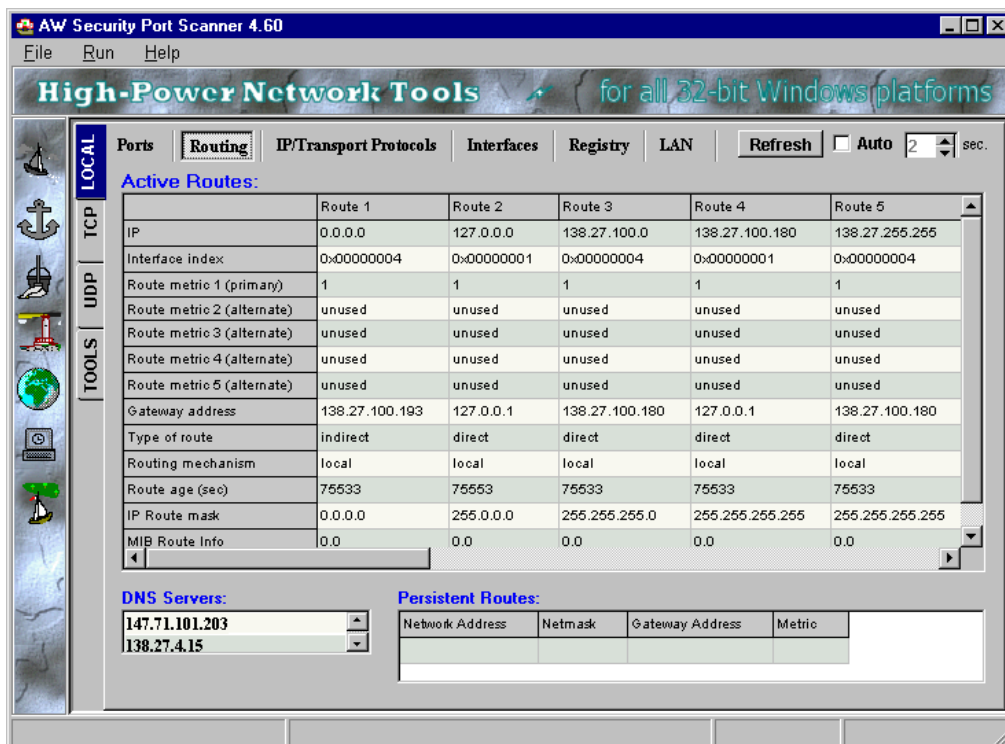 AW Security Port Scanner 4.60
File Run Help
High-Power Network Tools for all 32-bit Windows platforms
LOCAL
TCP
UDP
TOOLS
Ports Routing IP/Transport Protocols Interfaces Registry LAN Refresh Auto 2 sec.
Active Routes:
Route 1 Route 2 Route 3 Route 4 Route 5
IP 0.0.0.0 127.0.0.0 138.27.100.0 138.27.100.180 138.27.255.255
Interface index 0x00000004 0x00000001 0x00000004 0x00000001 0x00000004
Route metric 1 (primary) 1 1 1 1 1
Route metric 2 (alternate) unused unused unused unused unused
Route metric 3 (alternate) unused unused unused unused unused
Route metric 4 (alternate) unused unused unused unused unused
Route metric 5 (alternate) unused unused unused unused unused
Gateway address 138.27.100.193 127.0.0.1 138.27.100.180 127.0.0.1 138.27.100.180
Type of route indirect direct direct direct direct
Routing mechanism local local local local local
Route age (sec) 75533 75553 75533 75533 75533
IP Route mask 0.0.0.0 255.0.0.0 255.255.255.0 255.255.255.255 255.255.255.255
MIB Route Info 0.0 0.0 0.0 0.0 0.0
DNS Servers:
147.71.101.203
138.27.4.15
Persistent Routes:
Network Address Netmask Gateway Address Metric